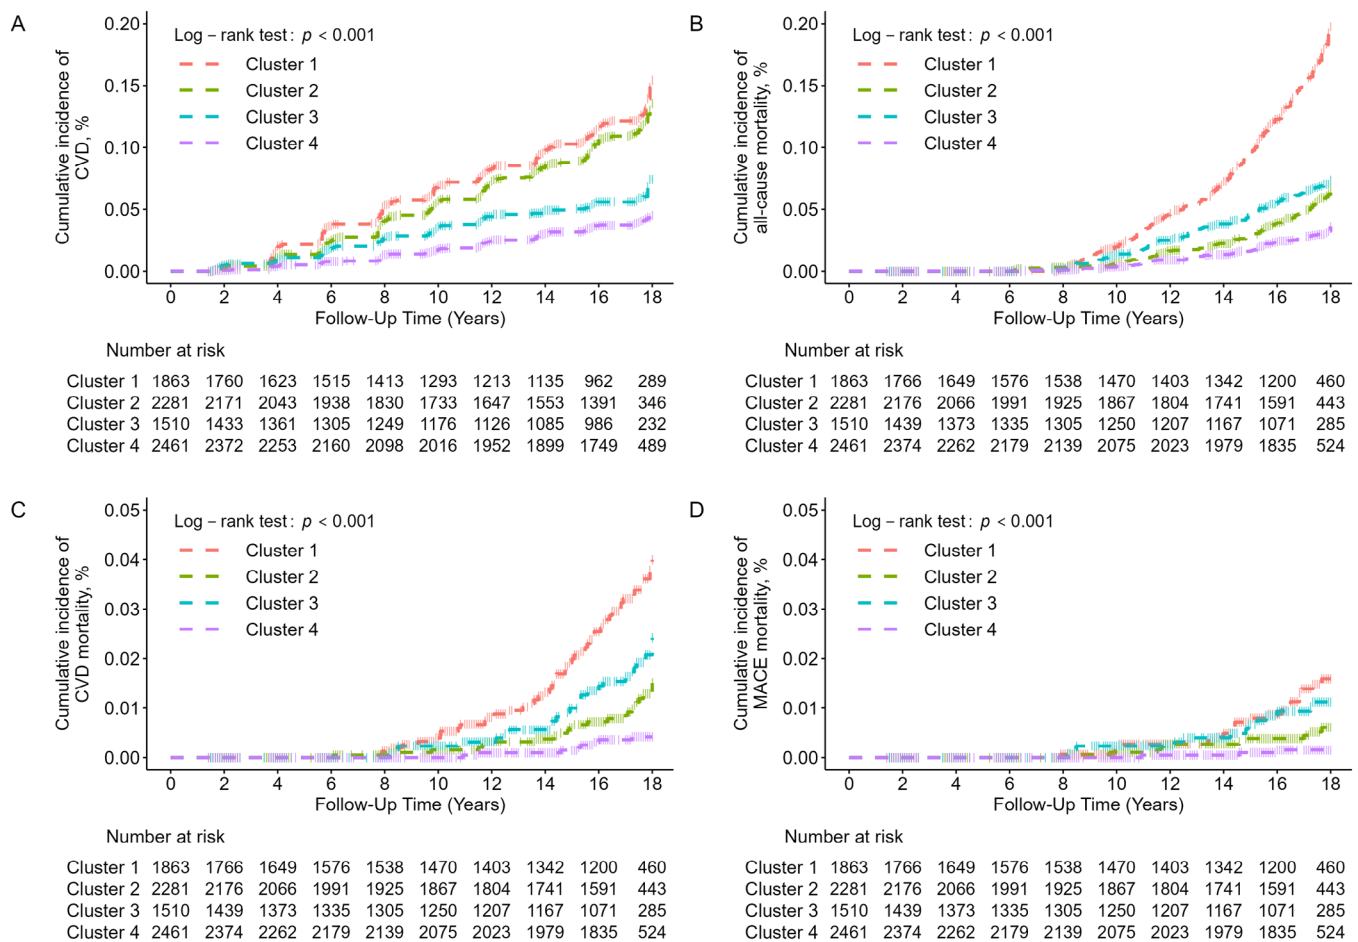 A
Cumulative incidence of
CVD, %
0.20
0.15
0.10
0.05
0.00
Log – rank test: p < 0.001
Cluster 1
Cluster 2
Cluster 3
Cluster 4
0 2 4 6 8 10 12 14 16 18
Follow-Up Time (Years)
Number at risk
Cluster 1 1863 1760 1623 1515 1413 1293 1213 1135 962 289
Cluster 2 2281 2171 2043 1938 1830 1733 1647 1553 1391 346
Cluster 3 1510 1433 1361 1305 1249 1176 1126 1085 986 232
Cluster 4 2461 2372 2253 2160 2098 2016 1952 1899 1749 489
B
Cumulative incidence of
all-cause mortality, %
0.20
0.15
0.10
0.05
0.00
Log – rank test: p < 0.001
Cluster 1
Cluster 2
Cluster 3
Cluster 4
0 2 4 6 8 10 12 14 16 18
Follow-Up Time (Years)
Number at risk
Cluster 1 1863 1766 1649 1576 1538 1470 1403 1342 1200 460
Cluster 2 2281 2176 2066 1991 1925 1867 1804 1741 1591 443
Cluster 3 1510 1439 1373 1335 1305 1250 1207 1167 1071 285
Cluster 4 2461 2374 2262 2179 2139 2075 2023 1979 1835 524
C
Cumulative incidence of
CVD mortality, %
0.05
0.04
0.03
0.02
0.01
0.00
Log – rank test: p < 0.001
Cluster 1
Cluster 2
Cluster 3
Cluster 4
0 2 4 6 8 10 12 14 16 18
Follow-Up Time (Years)
Number at risk
Cluster 1 1863 1766 1649 1576 1538 1470 1403 1342 1200 460
Cluster 2 2281 2176 2066 1991 1925 1867 1804 1741 1591 443
Cluster 3 1510 1439 1373 1335 1305 1250 1207 1167 1071 285
Cluster 4 2461 2374 2262 2179 2139 2075 2023 1979 1835 524
D
Cumulative incidence of
MACE mortality, %
0.05
0.04
0.03
0.02
0.01
0.00
Log – rank test: p < 0.001
Cluster 1
Cluster 2
Cluster 3
Cluster 4
0 2 4 6 8 10 12 14 16 18
Follow-Up Time (Years)
Number at risk
Cluster 1 1863 1766 1649 1576 1538 1470 1403 1342 1200 460
Cluster 2 2281 2176 2066 1991 1925 1867 1804 1741 1591 443
Cluster 3 1510 1439 1373 1335 1305 1250 1207 1167 1071 285
Cluster 4 2461 2374 2262 2179 2139 2075 2023 1979 1835 524